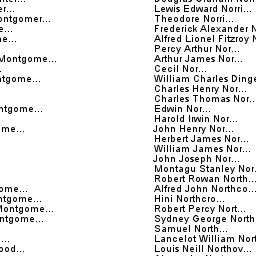 r... Lewis Edward Norri...
ontgomer... Theodore Norri...
e... Frederick Alexander N
ne... Alfred Lionel Fitzroy N
Percy Arthur Nor...
Montgome... Arthur James Nor...
Cecil Nor...
ntgome... William Charles Dinge
Charles Henry Nor...
Charles Thomas Nor...
ntgome... Edwin Nor...
Harold Irwin Nor...
ome... John Henry Nor...
Herbert James Nor...
William James Nor...
John Joseph Nor...
Montagu Stanley Nor.
Robert Rowan North...
ome... Alfred John Northco...
ntgome... Hini Northcro...
Montgome... Robert Percy Nort...
ontgome... Sydney George North
Samuel North...
... Lancelot William Nort
ood... Louis Neill Northov...